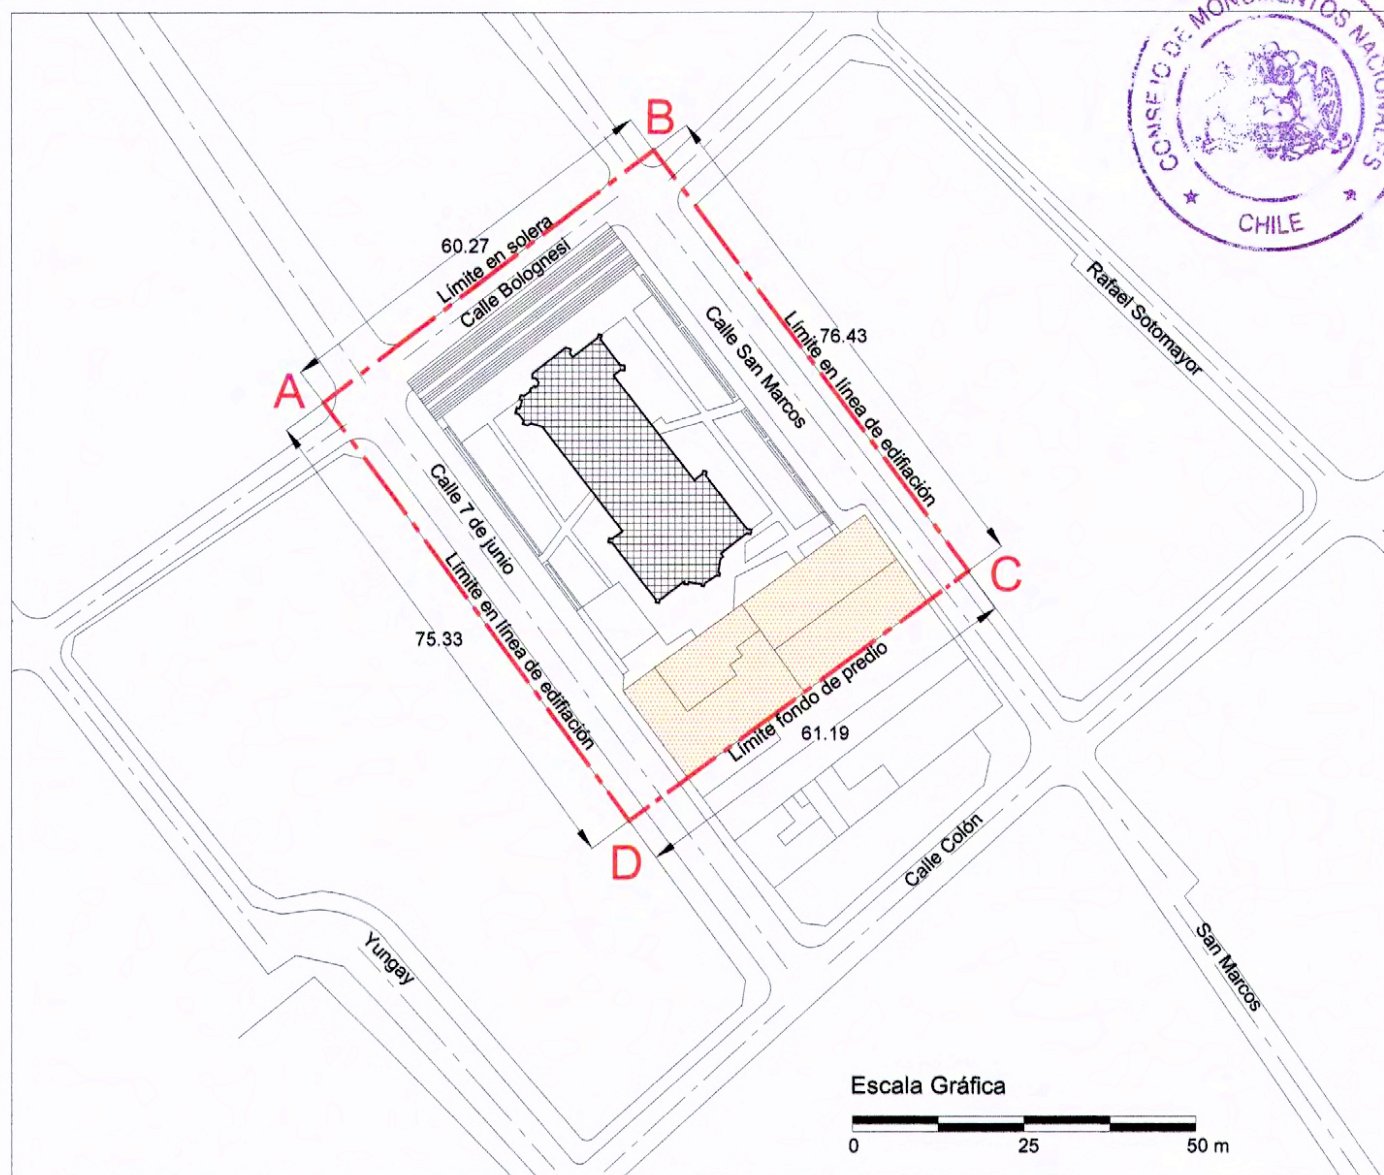 CONSEJO DE MONUMENTOS NACIONALES
CHILE
B
60.27
Límite en solera
Calle Bolognesi
A
Calle San Marcos
Límite en línea de edifiación
76.43
Rafael Sotomayor
Calle 7 de junio
Límite en línea de edifiación
75.33
C
Límite fondo de predio
61.19
D
Calle Colón
Yungay
San Marcos
Escala Gráfica
0 25 50 m